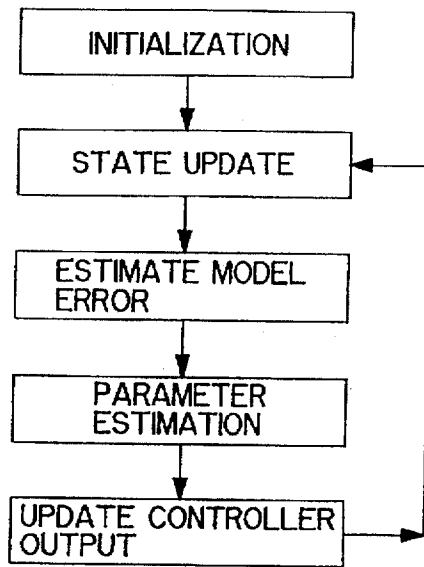 INITIALIZATION
STATE UPDATE
ESTIMATE MODEL
ERROR
PARAMETER
ESTIMATION
UPDATE CONTROLLER
OUTPUT